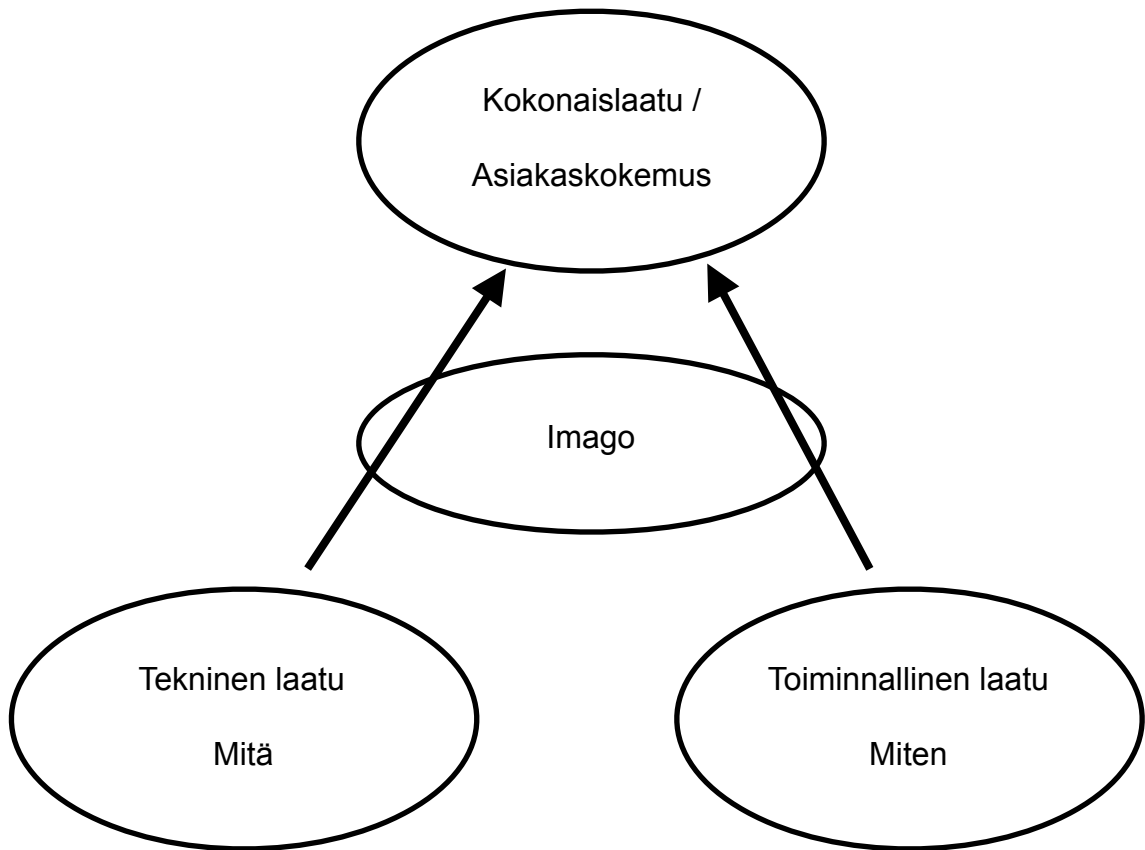 Kokonaislaatu /
Asiakaskokemus
Imago
Tekninen laatu
Mitä
Toiminnallinen laatu
Miten